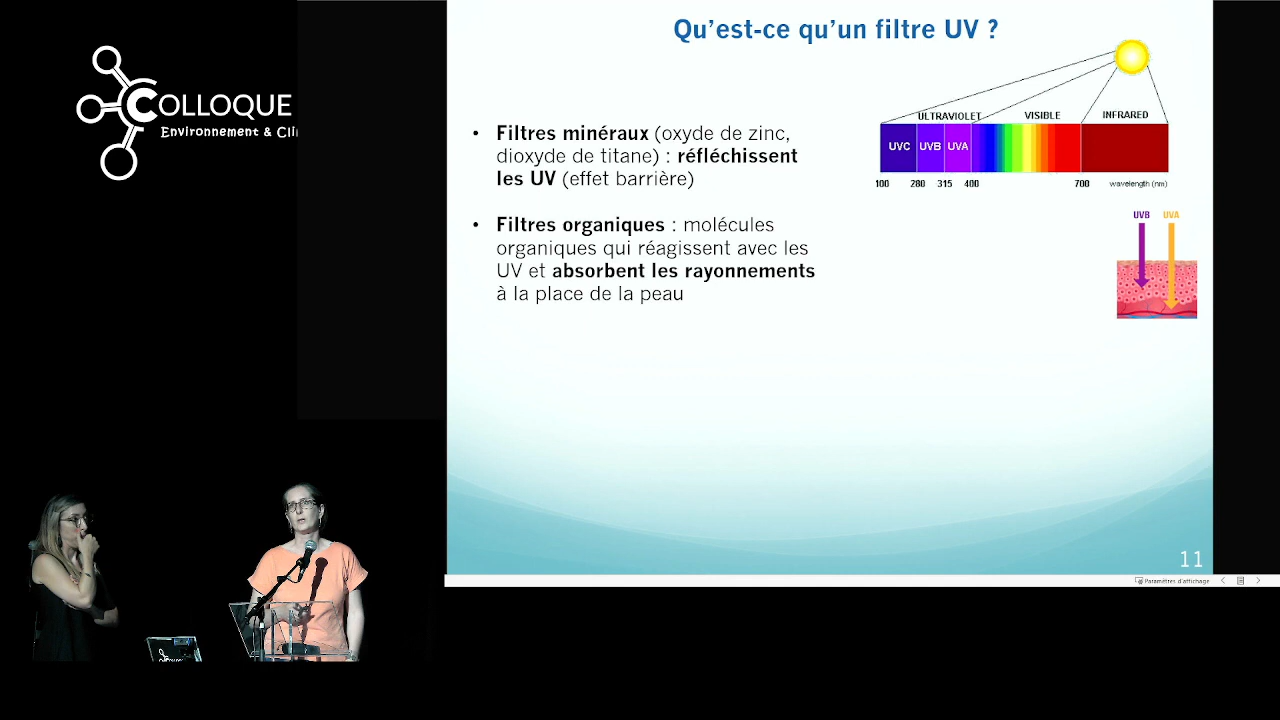 COLLOQUE
Environnement & Cli
Qu'est-ce qu'un filtre UV ?
• Filtres minéraux (oxyde de zinc,
dioxyde de titane) : réfléchissent
les UV (effet barrière)
• Filtres organiques : molécules
organiques qui réagissent avec les
UV et absorbent les rayonnements
à la place de la peau
ULTRAVIOLET VISIBLE INFRARED
UVC UVB UVA
100 280 315 400 700 wavelength (nm)
UVB UVA
11
Paramètres d'affichage